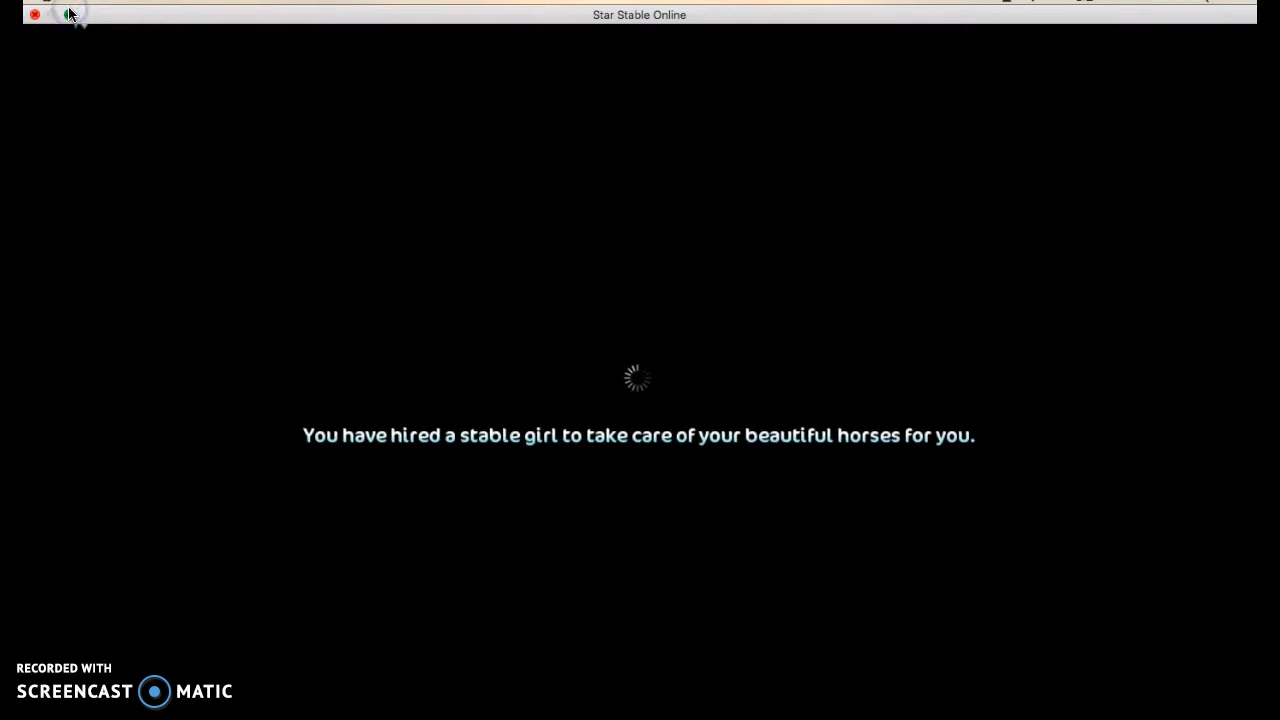 Star Stable Online
You have hired a stable girl to take care of your beautiful horses for you.
RECORDED WITH
SCREENCAST MATIC